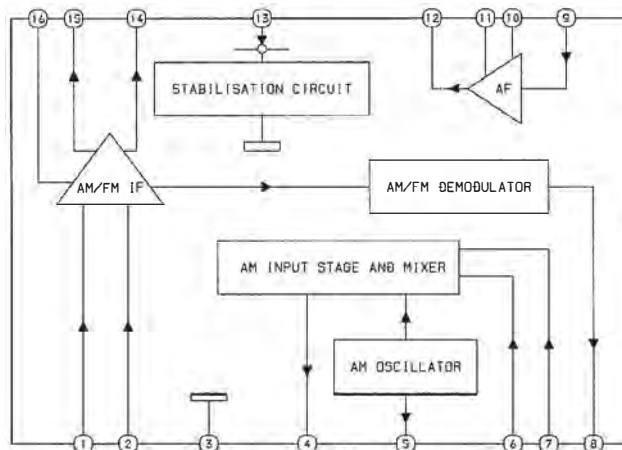 16 15 14 13 12 11 10 9
STABILISATION CIRCUIT
AF
AM/FM IF
AM/FM DEMODULATOR
AM INPUT STAGE AND MIXER
AM OSCILLATOR
1 2 3 4 5 6 7 8